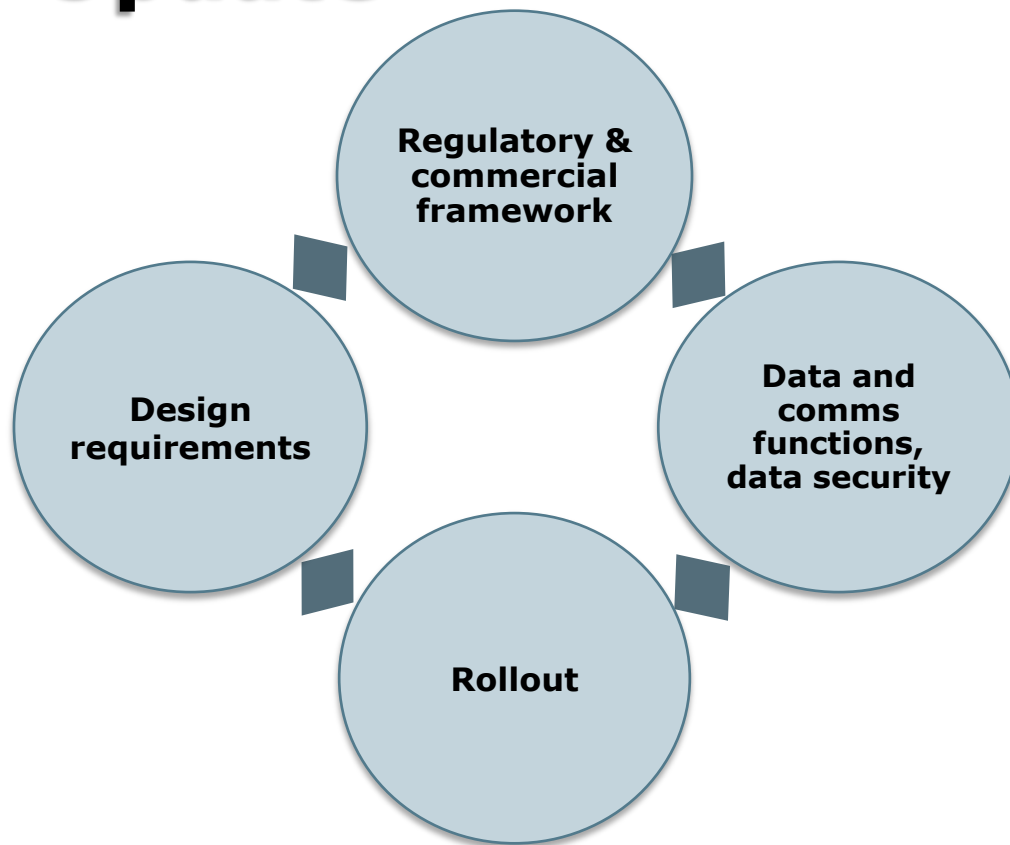 Regulatory &
commercial
framework
Design
requirements
Data and
comms
functions,
data security
Rollout